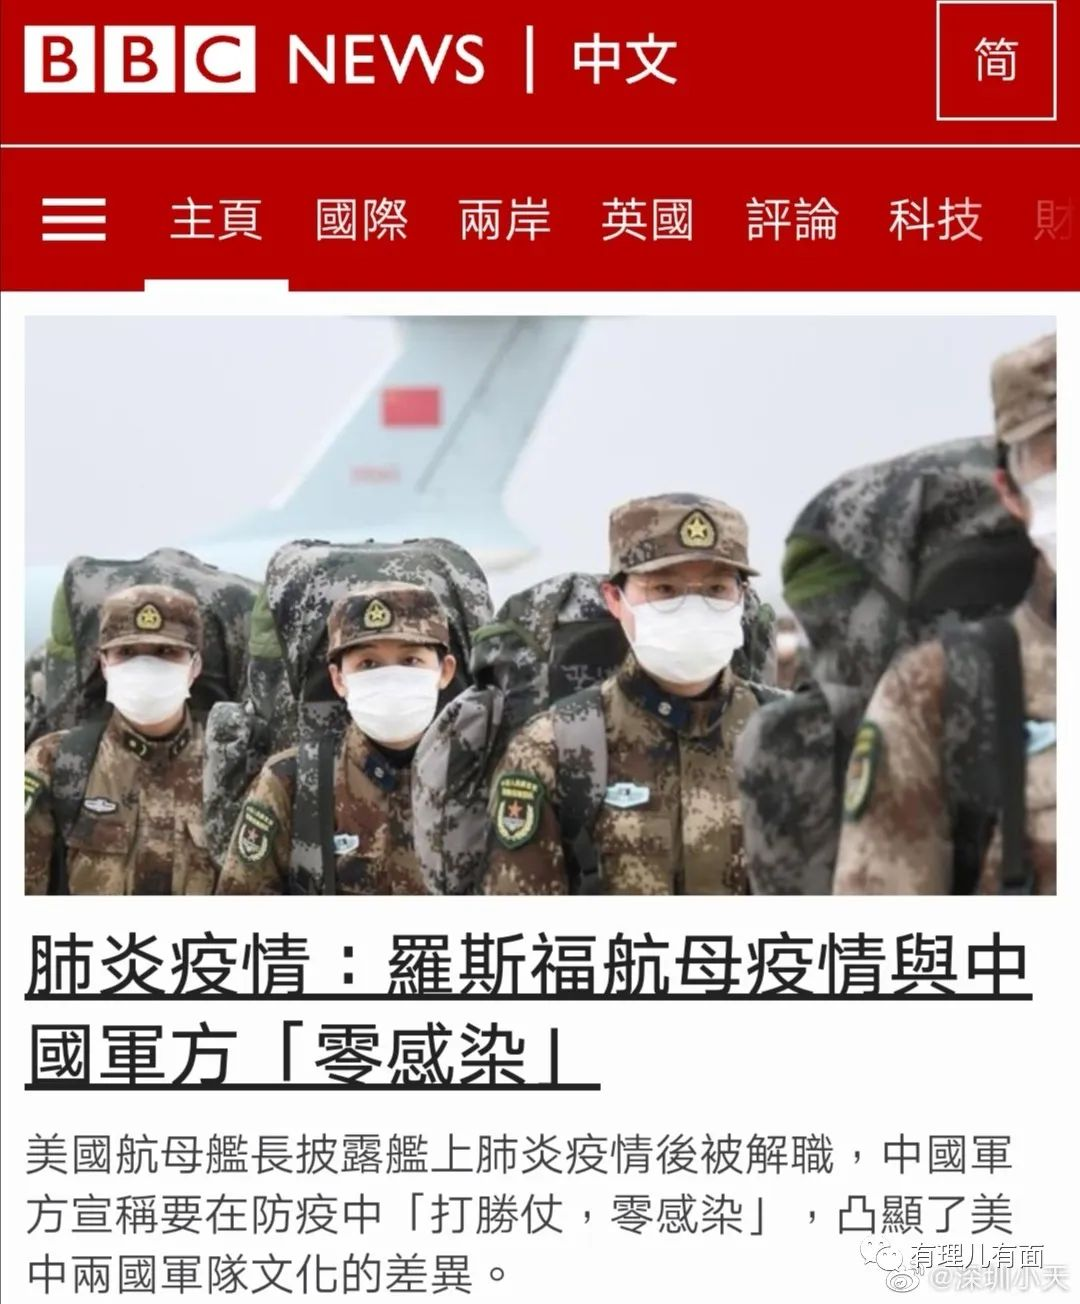 BBC NEWS | 中文
简
主頁 國際 兩岸 英國 評論 科技 財
肺炎疫情：羅斯福航母疫情與中
國軍方「零感染」
美國航母艦長披露艦上肺炎疫情後被解職，中國軍
方宣稱要在防疫中「打勝仗，零感染」，凸顯了美
中兩國軍隊文化的差異。
有理儿有面
@深圳小天